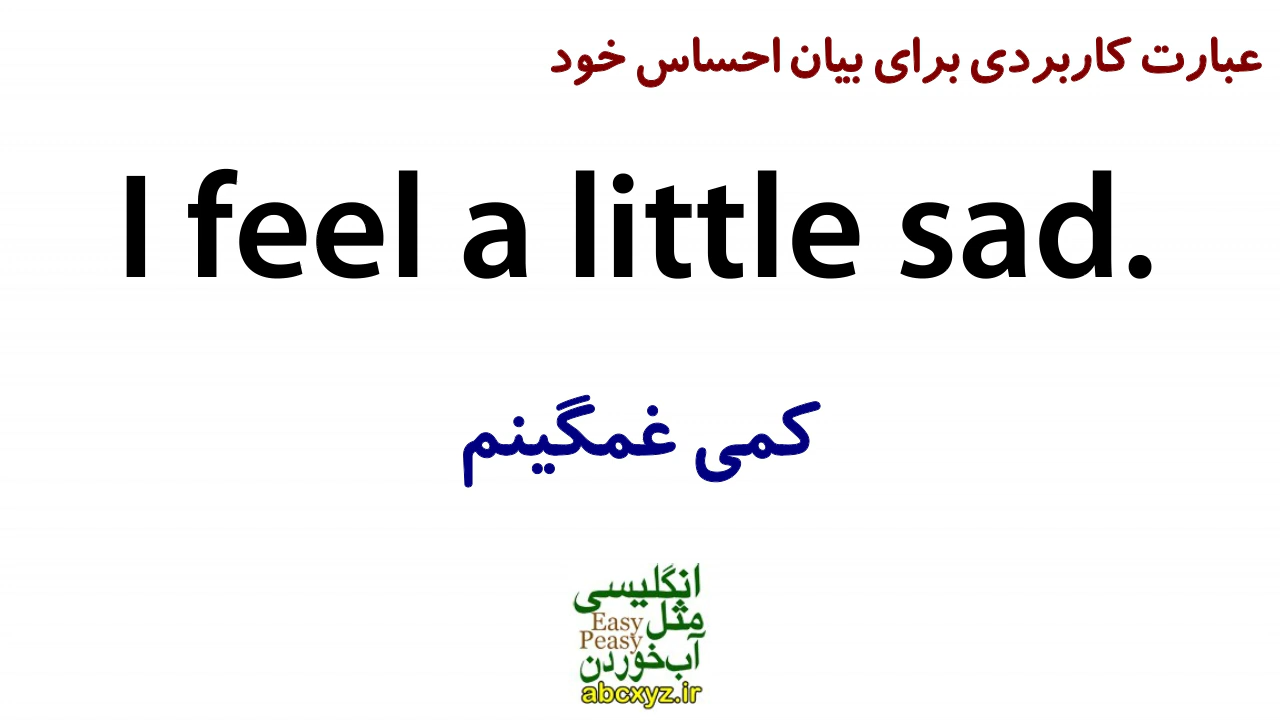 عبارت کاربردی برای بیان احساس خود
I feel a little sad.
کمی غمگینم
انگلیسی
مثل Easy
Peasy
آب‌خوردن
abcxyz.ir